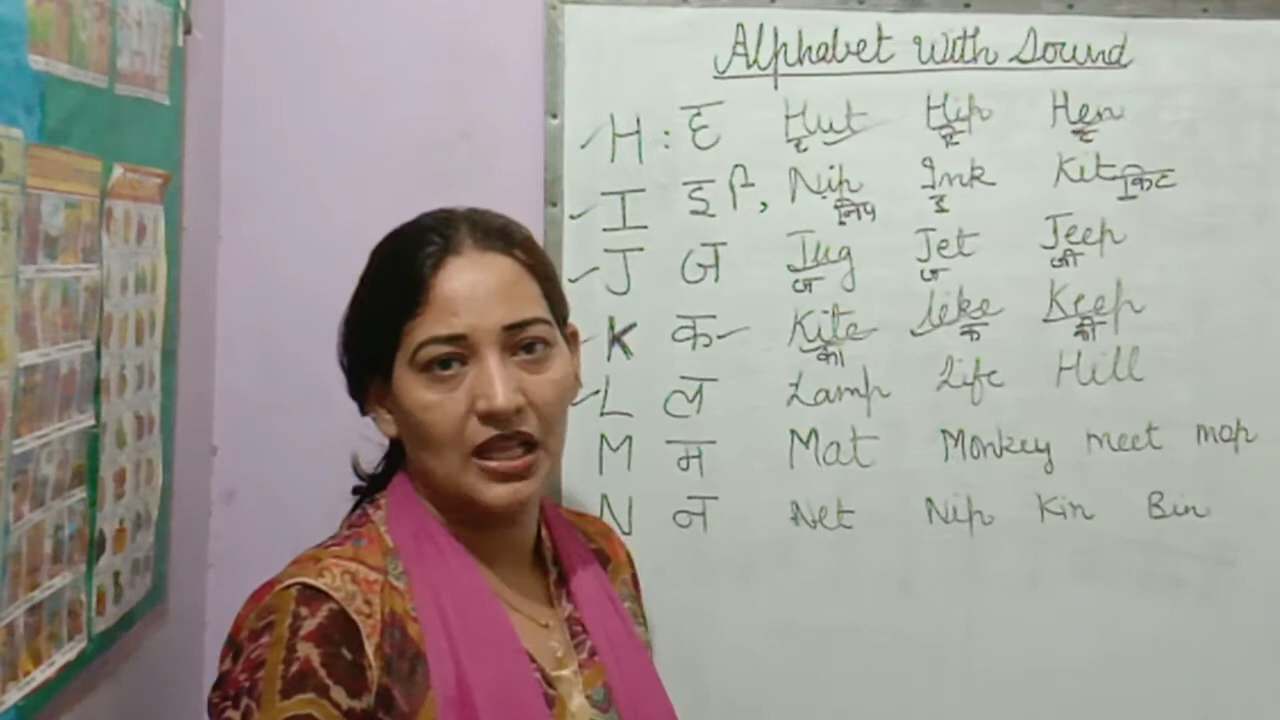 Alphabet with Sound
H : ह Hut Hip Hen
ह हि हे
I इ ि, Nip Ink Kit किट
निप इ
J ज Jug Jet Jeep
ज ज जी
K क Kite like Keep
का क की
L ल Lamp Life Hill
M म Mat Monkey meet map
N न Net Nip Kin Bin